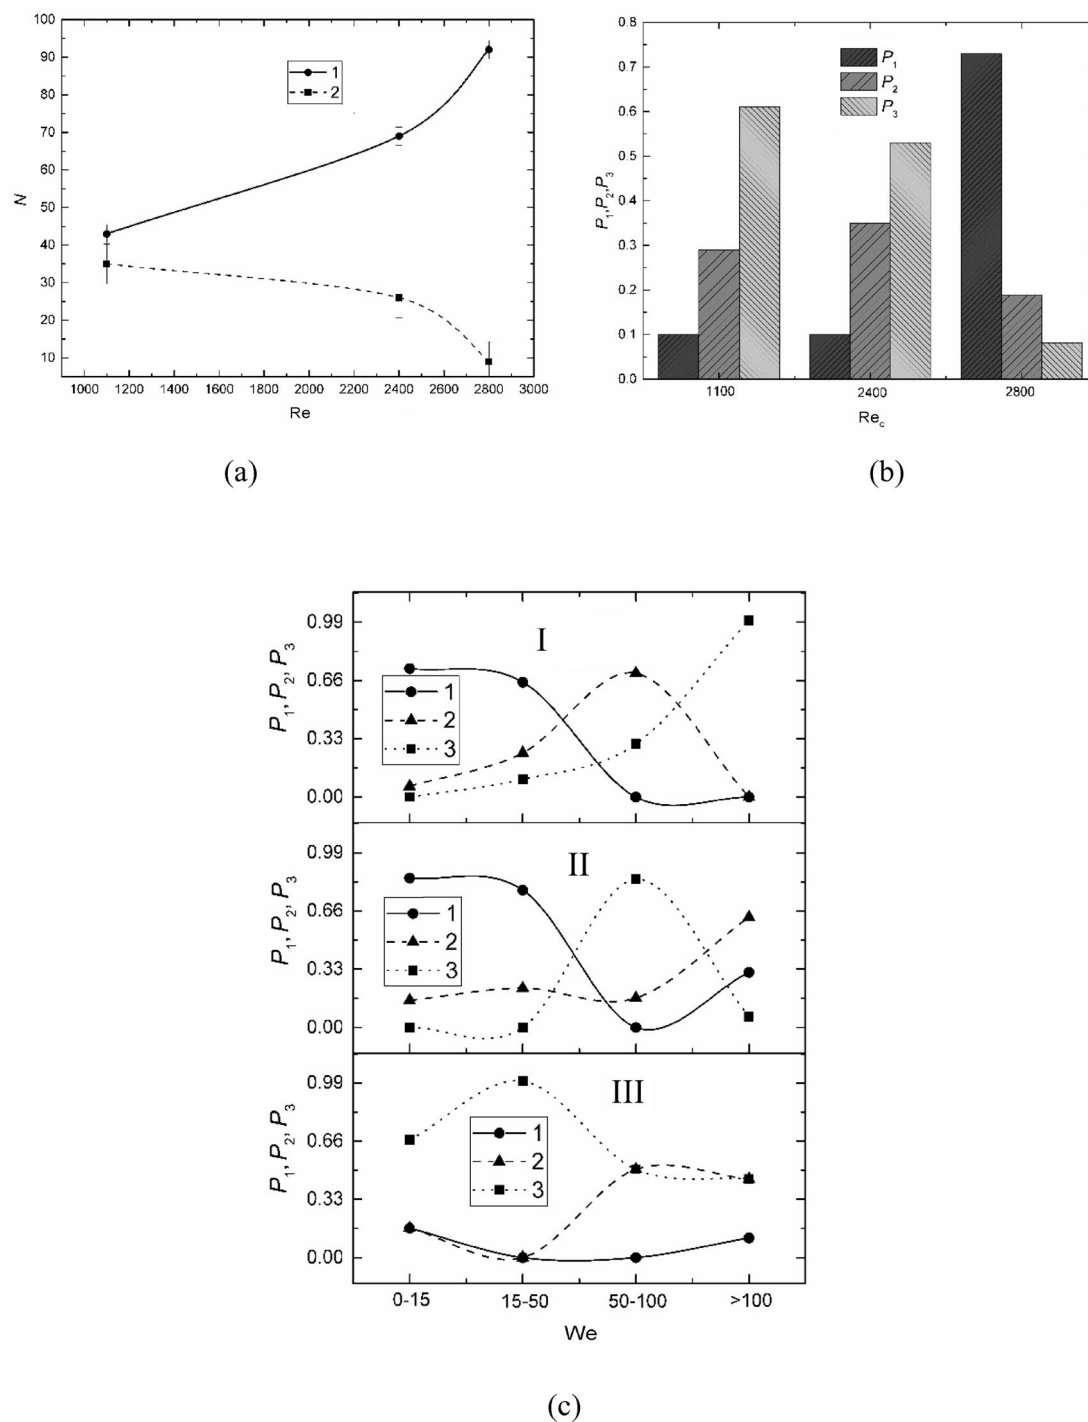 100
90
80
70
60
50
40
30
20
10
N
1
2
1000 1200 1400 1600 1800 2000 2200 2400 2600 2800 3000
Re
(a)
0.8
0.7
0.6
0.5
0.4
0.3
0.2
0.1
0.0
P₁,P₂,P₃
P₁
P₂
P₃
1100 2400 2800
Re_c
(b)
I
0.99
0.66
0.33
0.00
P₁, P₂, P₃
1
2
3
II
0.99
0.66
0.33
0.00
P₁, P₂, P₃
1
2
3
III
0.99
0.66
0.33
0.00
P₁, P₂, P₃
1
2
3
0-15 15-50 50-100 >100
We
(c)